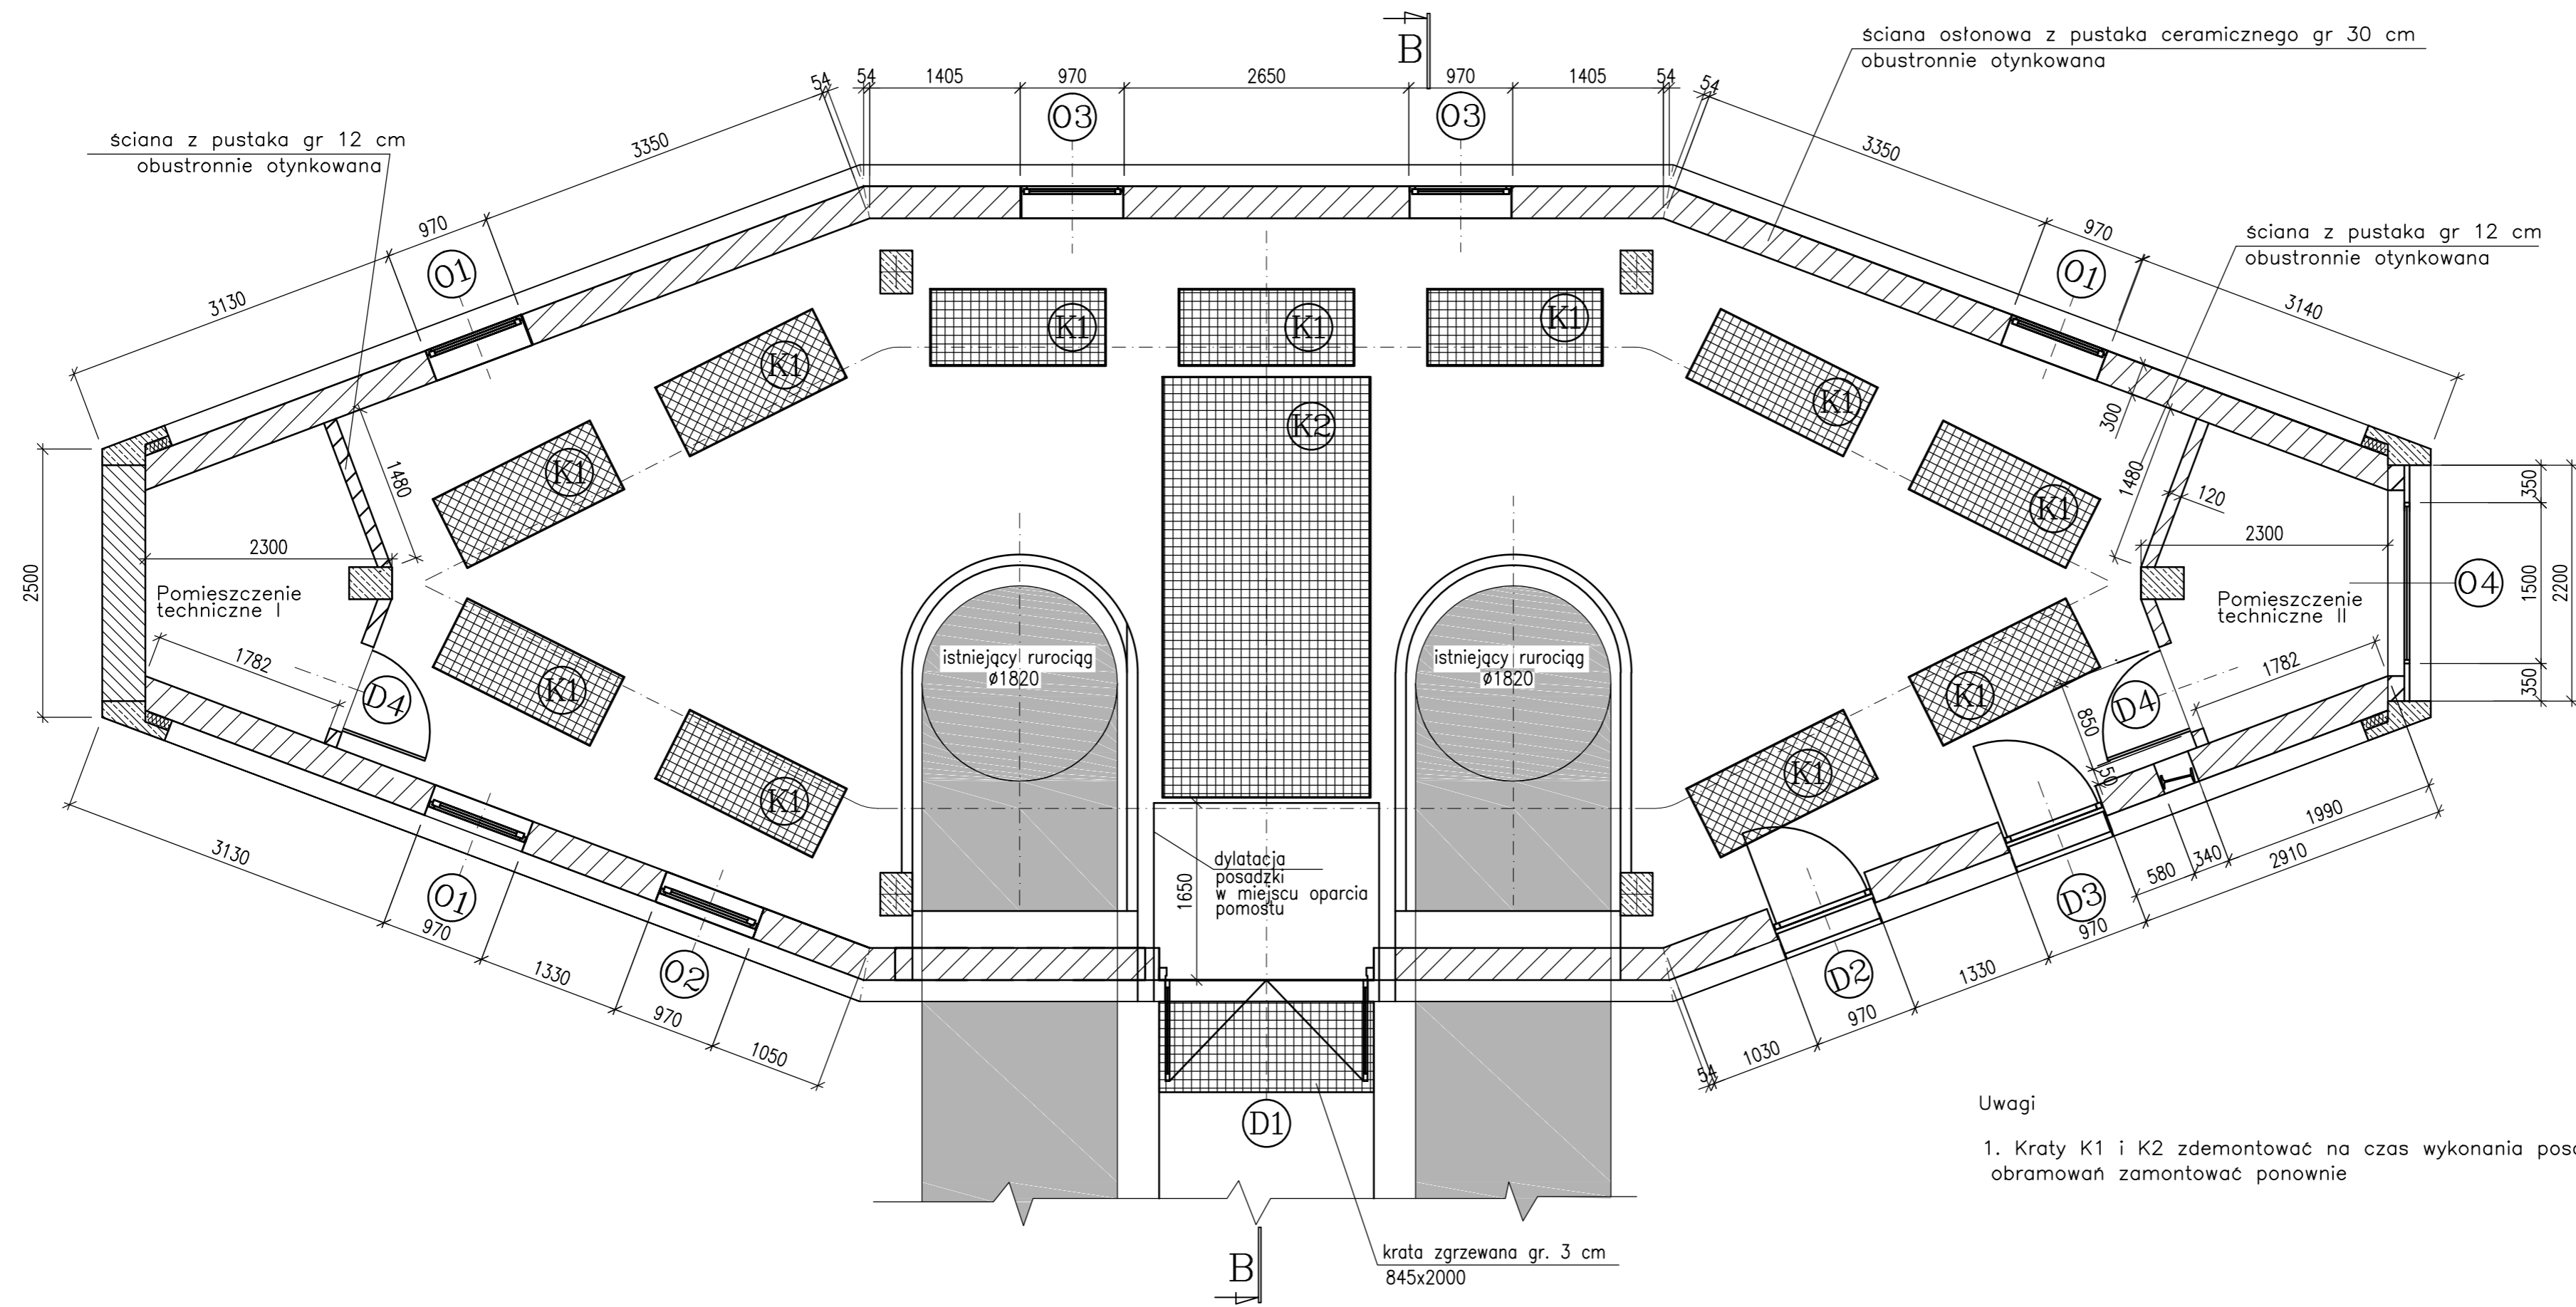 B
ściana osłonowa z pustaka ceramicznego gr 30 cm
obustronnie otynkowana
54 54 1405 970 2650 970 1405 54 54
O3 O3
ściana z pustaka gr 12 cm
obustronnie otynkowana
3350 3350
970 970
ściana z pustaka gr 12 cm
obustronnie otynkowana
O1 O1
3130 3140
K1 K1 K1
K1 K1
K2
300
K1 K1
1480 1480
350
120
2300 2300
2500
1500 2200
O4
Pomieszczenie
techniczne I
Pomieszczenie
techniczne II
istniejący rurociąg
ø1820
istniejący rurociąg
ø1820
1782 1782
350
K1 K1
D4 D4
850
50
K1 K1
1990
dylatacja
posadzki
w miejscu oparcia
pomostu
1650
3130 2910
340
580
O1 D3
970 970
O2 D2
1330 1330
970 970
1050 1030
54
D1
Uwagi
1. Kraty K1 i K2 zdemontować na czas wykonania
obramowań zamontować ponownie
krata zgrzewana gr. 3 cm
845x2000
B